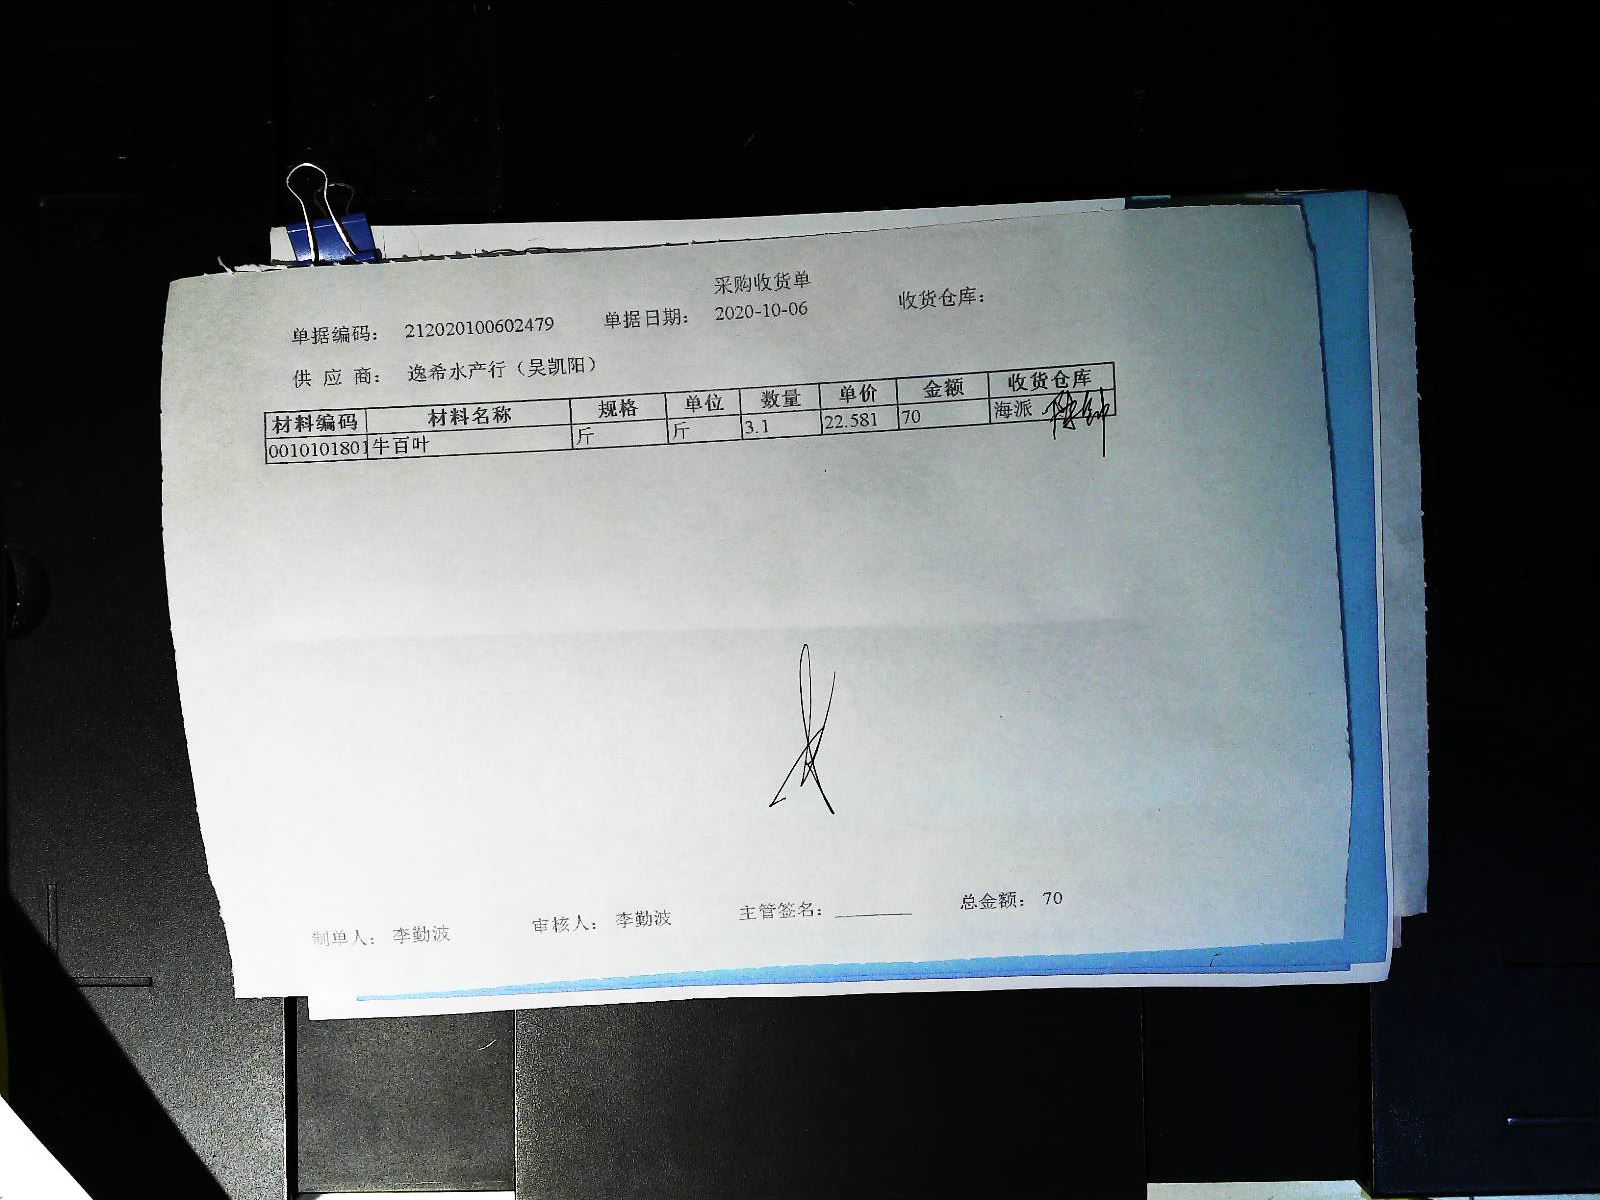 采购收货单
单据编码： 212020100602479 单据日期： 2020-10-06 收货仓库：
供 应 商： 逸希水产行（吴凯阳）
材料编码 材料名称 规格 单位 数量 单价 金额 收货仓库
0010101801 牛百叶 斤 斤 3.1 22.581 70 海派
制单人： 李勤波 审核人： 李勤波 主管签名：________ 总金额： 70